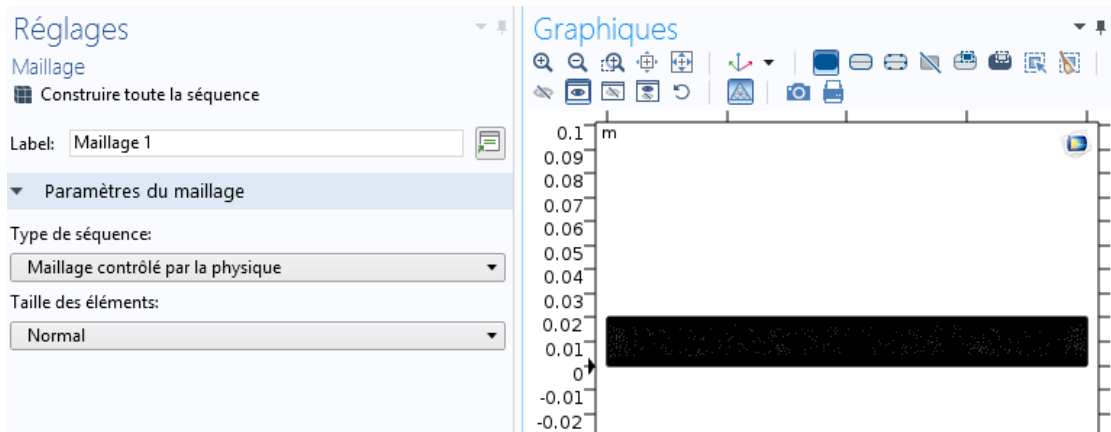 Réglages
Maillage
Construire toute la séquence
Label: Maillage 1
Paramètres du maillage
Type de séquence:
Maillage contrôlé par la physique
Taille des éléments:
Normal
Graphiques
m
0.1
0.09
0.08
0.07
0.06
0.05
0.04
0.03
0.02
0.01
0
-0.01
-0.02